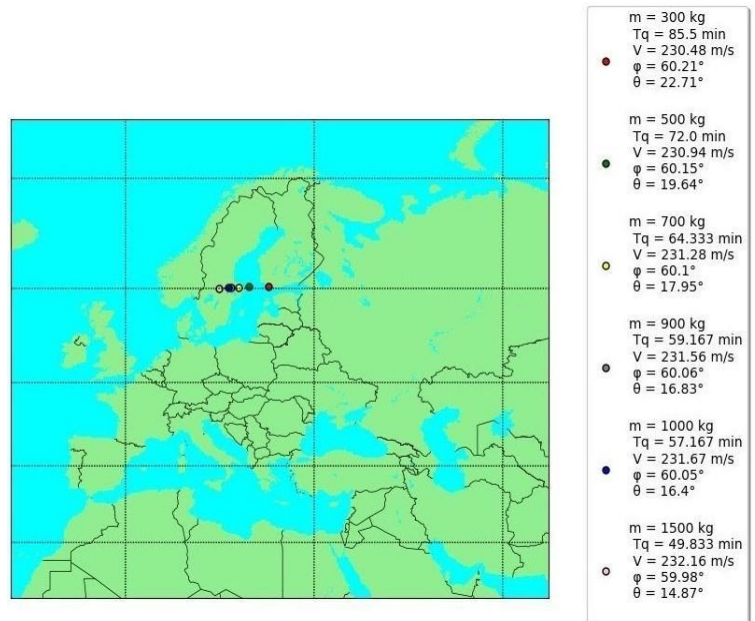 m = 300 kg
Tq = 85.5 min
V = 230.48 m/s
φ = 60.21°
θ = 22.71°
m = 500 kg
Tq = 72.0 min
V = 230.94 m/s
φ = 60.15°
θ = 19.64°
m = 700 kg
Tq = 64.333 min
V = 231.28 m/s
φ = 60.1°
θ = 17.95°
m = 900 kg
Tq = 59.167 min
V = 231.56 m/s
φ = 60.06°
θ = 16.83°
m = 1000 kg
Tq = 57.167 min
V = 231.67 m/s
φ = 60.05°
θ = 16.4°
m = 1500 kg
Tq = 49.833 min
V = 232.16 m/s
φ = 59.98°
θ = 14.87°